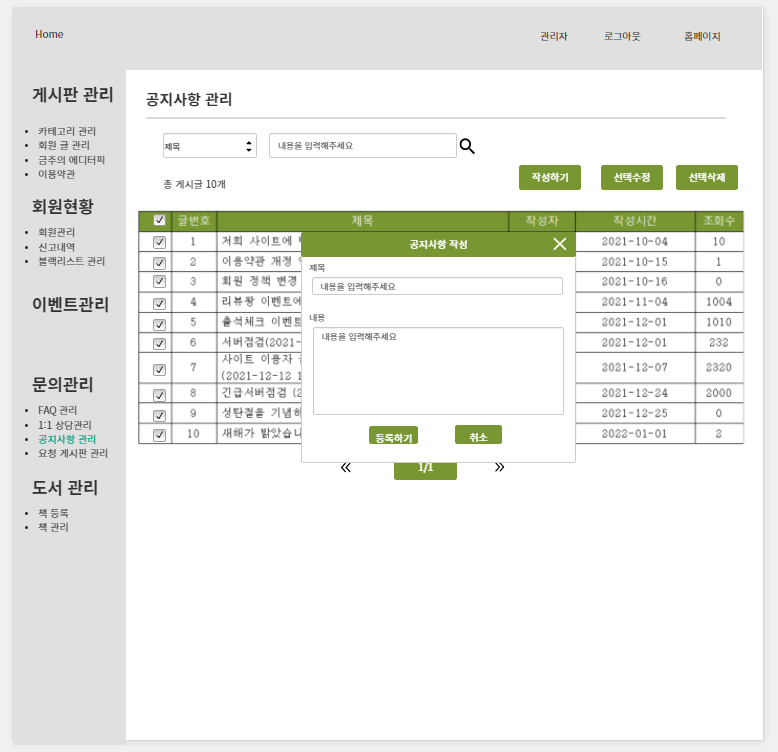 Home
관리자
로그아웃
홈페이지
게시판 관리
카테고리 관리
회원 글 관리
금주의 에디터픽
이용약관
회원현황
회원관리
신고내역
블랙리스트 관리
이벤트관리
문의관리
FAQ 관리
1:1 상담관리
공지사항 관리
요청 게시판 관리
도서 관리
책 등록
책 관리
공지사항 관리
제목
내용을 입력해주세요
총 게시글 10개
작성하기
선택수정
선택삭제
글번호 제목 작성자 작성시간 조회수
1 저희 사이트에 2021-10-04 10
2 이용약관 개정 2021-10-15 1
3 회원 정책 변경 2021-10-16 0
4 리뷰왕 이벤트에 2021-11-04 1004
5 출석체크 이벤트 2021-12-01 1010
6 서버점검(2021- 2021-12-01 232
7 사이트 이용자 2021-12-07 2320
(2021-12-12 1
8 긴급서버점검 (2 2021-12-24 2000
9 성탄절을 기념하 2021-12-25 0
10 새해가 밝았습니 2022-01-01 2
공지사항 작성
제목
내용을 입력해주세요
내용
내용을 입력해주세요
등록하기
취소
« 1/1 »